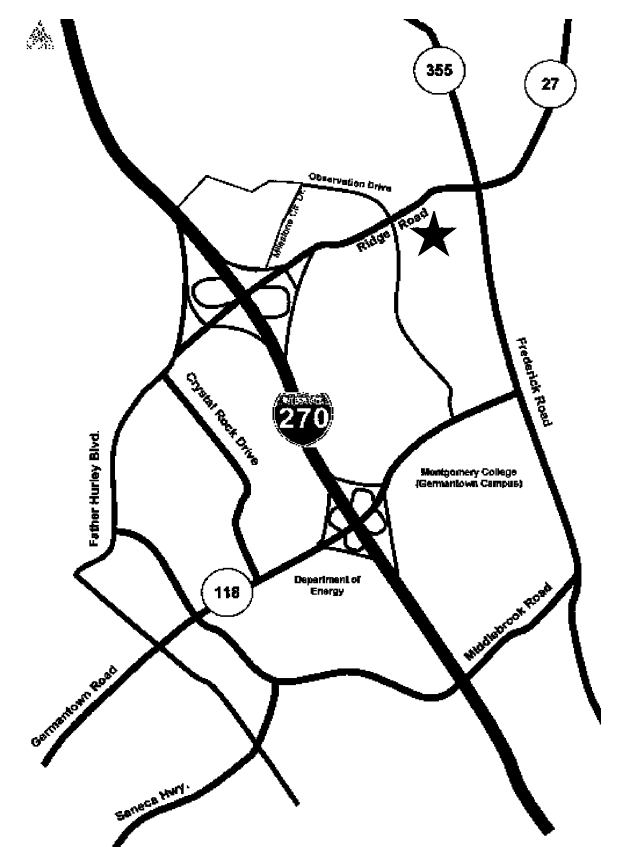 355
27
Observation Drive
Milestone Ctr. Dr.
Ridge Road
Frederick Road
Crystal Rock Drive
270
Father Hurley Blvd.
Montgomery College
(Germantown Campus)
Department of
Energy
118
Middlebrook Road
Germantown Road
Seneca Hwy.